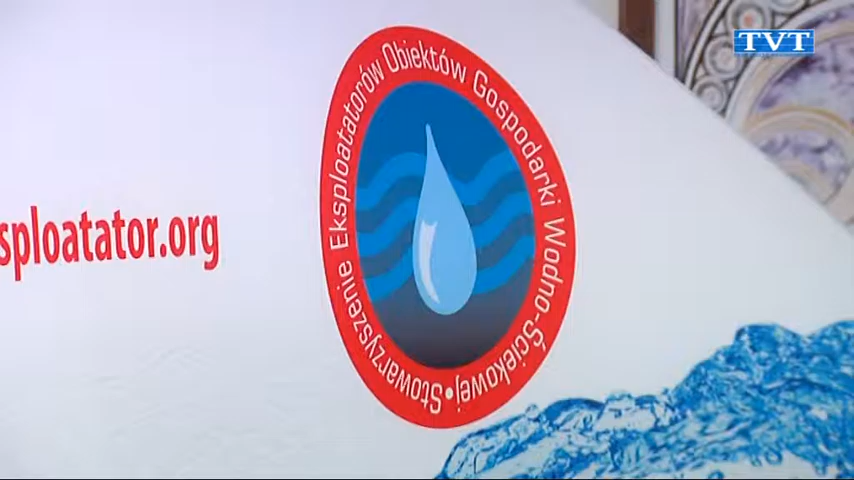 TVT
Stowarzyszenie Eksploatatorów Obiektów Gospodarki Wodno-Ściekowej•
sploatator.org